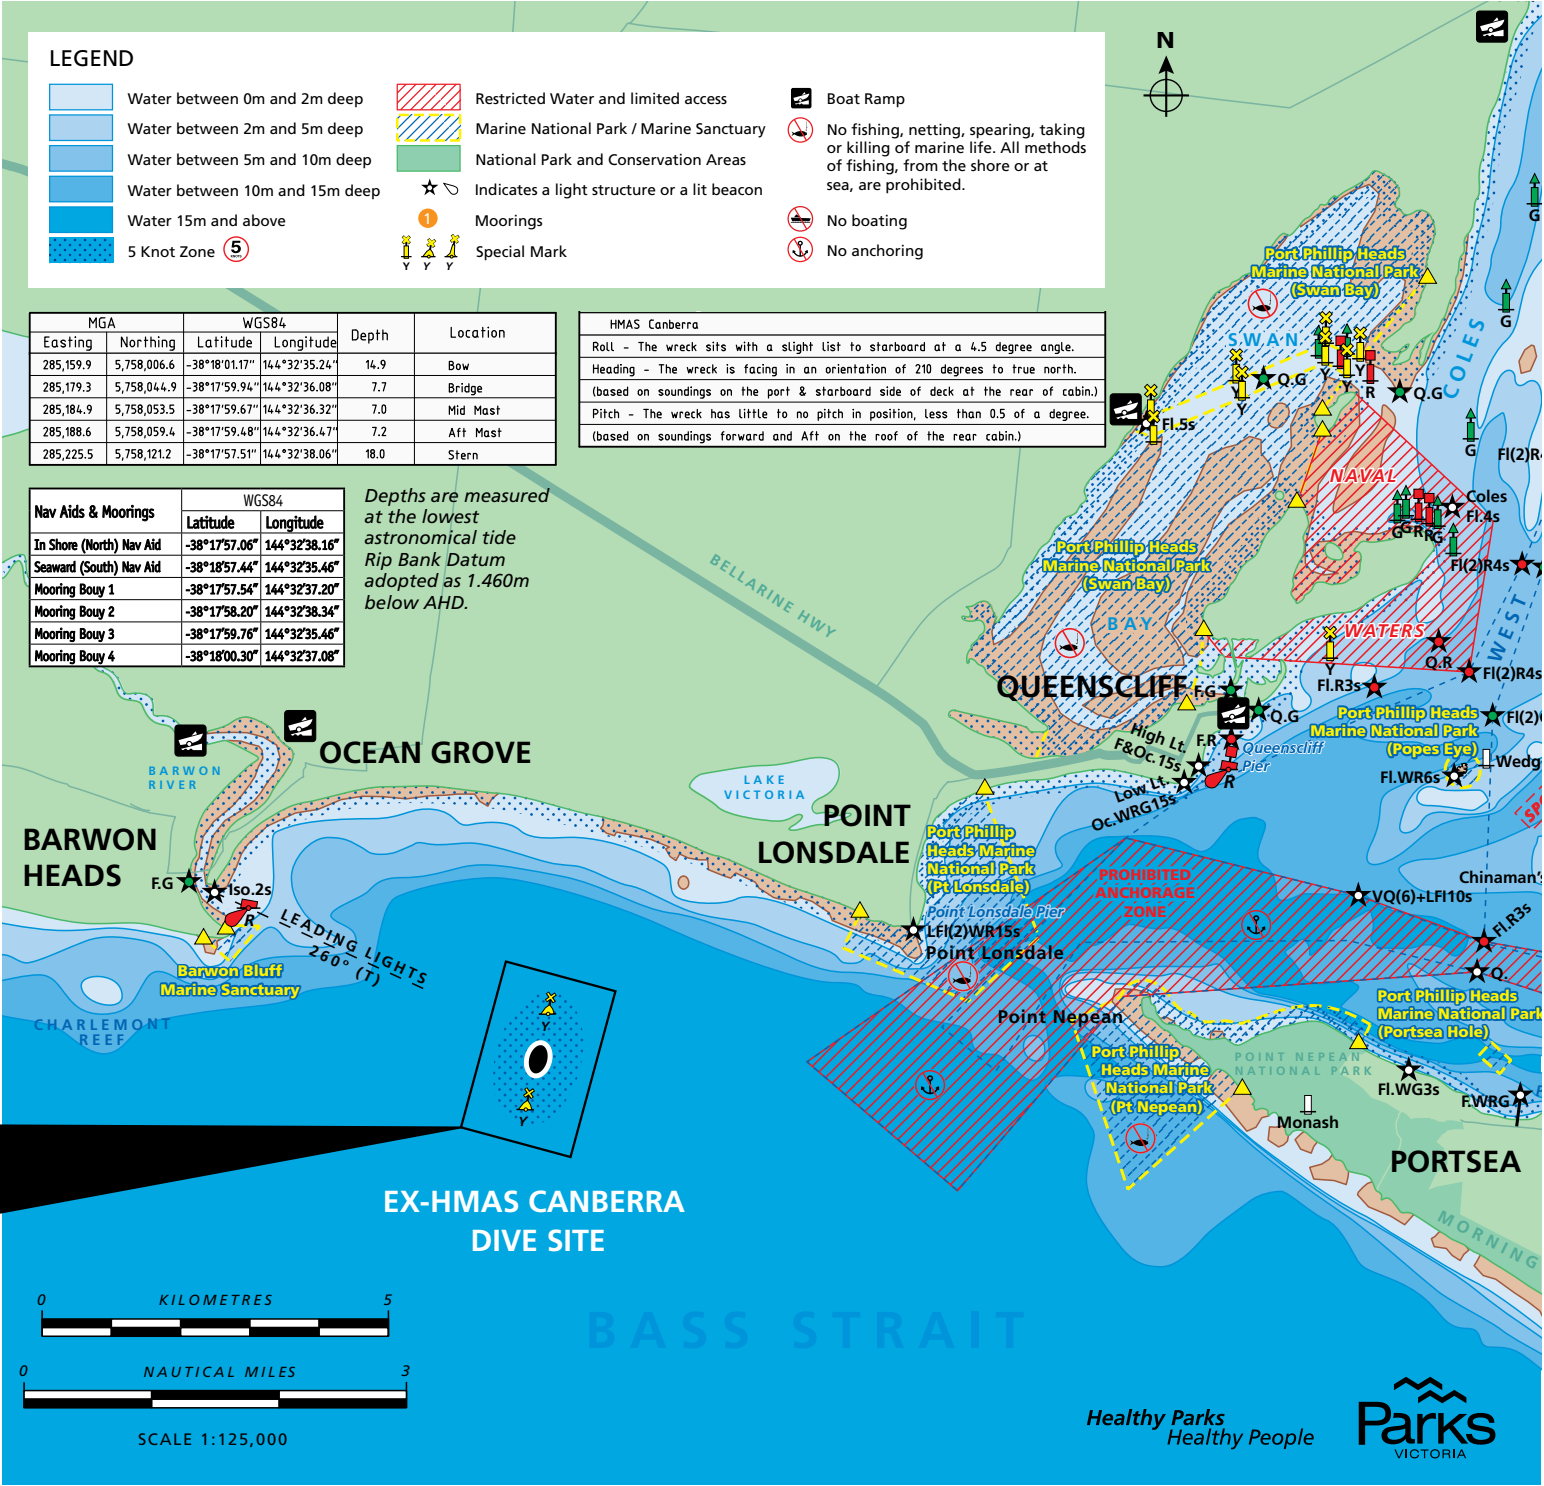 LEGEND
Water between 0m and 2m deep
Water between 2m and 5m deep
Water between 5m and 10m deep
Water between 10m and 15m deep
Water 15m and above
5 Knot Zone 5
KNOTS
Restricted Water and limited access
Marine National Park / Marine Sanctuary
National Park and Conservation Areas
Indicates a light structure or a lit beacon
1 Moorings
Y Y Y Special Mark
Boat Ramp
No fishing, netting, spearing, taking
or killing of marine life. All methods
of fishing, from the shore or at
sea, are prohibited.
No boating
No anchoring
N
MGA WGS84 Depth Location
Easting Northing Latitude Longitude
285,159.9 5,758,006.6 -38°18'01.17" 144°32'35.24" 14.9 Bow
285,179.3 5,758,044.9 -38°17'59.94" 144°32'36.08" 7.7 Bridge
285,184.9 5,758,053.5 -38°17'59.67" 144°32'36.32" 7.0 Mid Mast
285,188.6 5,758,059.4 -38°17'59.48" 144°32'36.47" 7.2 Aft Mast
285,225.5 5,758,121.2 -38°17'57.51" 144°32'38.06" 18.0 Stern
HMAS Canberra
Roll - The wreck sits with a slight list to starboard at a 4.5 degree angle.
Heading - The wreck is facing in an orientation of 210 degrees to true north.
(based on soundings on the port & starboard side of deck at the rear of cabin.)
Pitch - The wreck has little to no pitch in position, less than 0.5 of a degree.
(based on soundings forward and Aft on the roof of the rear cabin.)
Nav Aids & Moorings WGS84
Latitude Longitude
In Shore (North) Nav Aid -38°17'57.06" 144°32'38.16"
Seaward (South) Nav Aid -38°18'57.44" 144°32'35.46"
Mooring Bouy 1 -38°17'57.54" 144°32'37.20"
Mooring Bouy 2 -38°17'58.20" 144°32'38.34"
Mooring Bouy 3 -38°17'59.76" 144°32'35.46"
Mooring Bouy 4 -38°18'00.30" 144°32'37.08"
Depths are measured
at the lowest
astronomical tide
Rip Bank Datum
adopted as 1.460m
below AHD.
Port Phillip Heads
Marine National Park
(Swan Bay)
SWAN
Q.G
Y
Y
Y
Y
Y
R
Q.G
Fl.5s
G
G
G
COLES
Fl(2)R4
NAVAL
Coles
Fl.4s
G
G
R
R
G
Fl(2)R4s
Port Phillip Heads
Marine National Park
(Swan Bay)
BAY
BELLARINE HWY
WATERS
Y
Q.R
Fl(2)R4s
Fl.R3s
WEST
QUEENSCLIFF
F.G
Q.G
High Lt.
F&Oc.15s
F.R
Queenscliff
Pier
R
Low Lt.
Oc.WRG15s
Port Phillip Heads
Marine National Park
(Popes Eye)
Fl(2)
Fl.WR6s
Wedg
SP
OCEAN GROVE
BARWON
RIVER
BARWON
HEADS
F.G
Iso.2s
R
LEADING LIGHTS
260° (T)
Barwon Bluff
Marine Sanctuary
CHARLEMONT
REEF
LAKE
VICTORIA
POINT
LONSDALE
Port Phillip
Heads Marine
National Park
(Pt Lonsdale)
Point Lonsdale Pier
LFl(2)WR15s
Point Lonsdale
PROHIBITED
ANCHORAGE
ZONE
Chinaman's
VQ(6)+LFl10s
Fl.R3s
Q.
Point Nepean
Port Phillip Heads
Marine National Park
(Portsea Hole)
Port Phillip
Heads Marine
National Park
(Pt Nepean)
POINT NEPEAN
NATIONAL PARK
Fl.WG3s
F.WRG
Monash
PORTSEA
MORNING
Y
Y
EX-HMAS CANBERRA
DIVE SITE
BASS STRAIT
0 KILOMETRES 5
0 NAUTICAL MILES 3
SCALE 1:125,000
Healthy Parks
Healthy People
Parks
VICTORIA